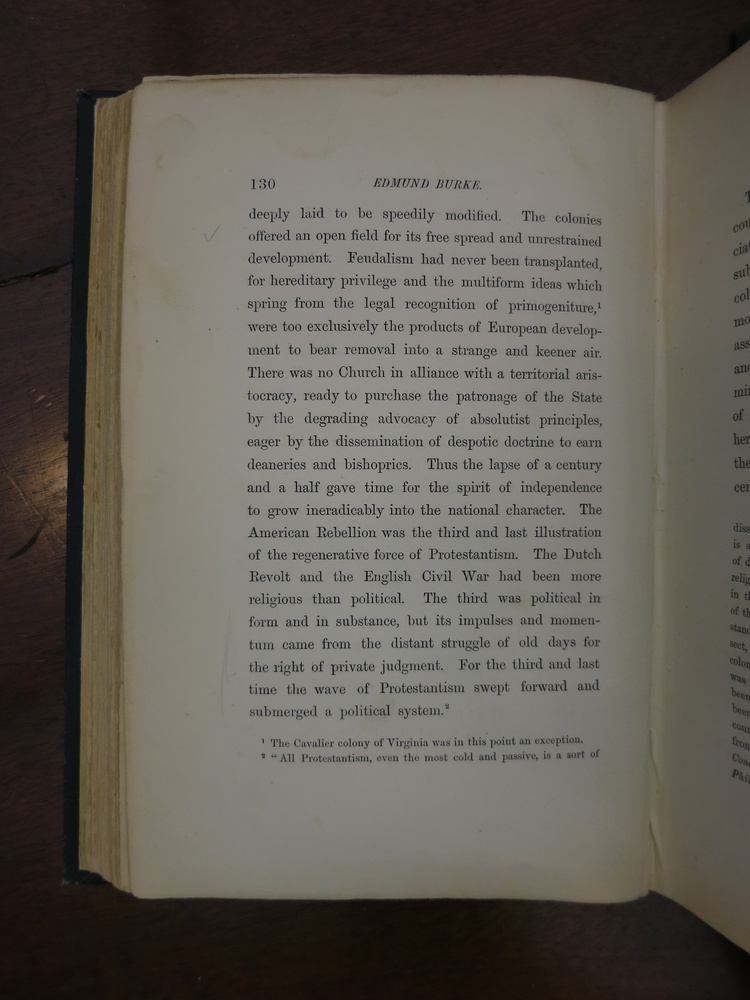 130 EDMUND BURKE.
deeply laid to be speedily modified. The colonies
offered an open field for its free spread and unrestrained
development. Feudalism had never been transplanted,
for hereditary privilege and the multiform ideas which
spring from the legal recognition of primogeniture,¹
were too exclusively the products of European develop-
ment to bear removal into a strange and keener air.
There was no Church in alliance with a territorial aris-
tocracy, ready to purchase the patronage of the State
by the degrading advocacy of absolutist principles,
eager by the dissemination of despotic doctrine to earn
deaneries and bishoprics. Thus the lapse of a century
and a half gave time for the spirit of independence
to grow ineradicably into the national character. The
American Rebellion was the third and last illustration
of the regenerative force of Protestantism. The Dutch
Revolt and the English Civil War had been more
religious than political. The third was political in
form and in substance, but its impulses and momen-
tum came from the distant struggle of old days for
the right of private judgment. For the third and last
time the wave of Protestantism swept forward and
submerged a political system.²
¹ The Cavalier colony of Virginia was in this point an exception.
² " All Protestantism, even the most cold and passive, is a sort of